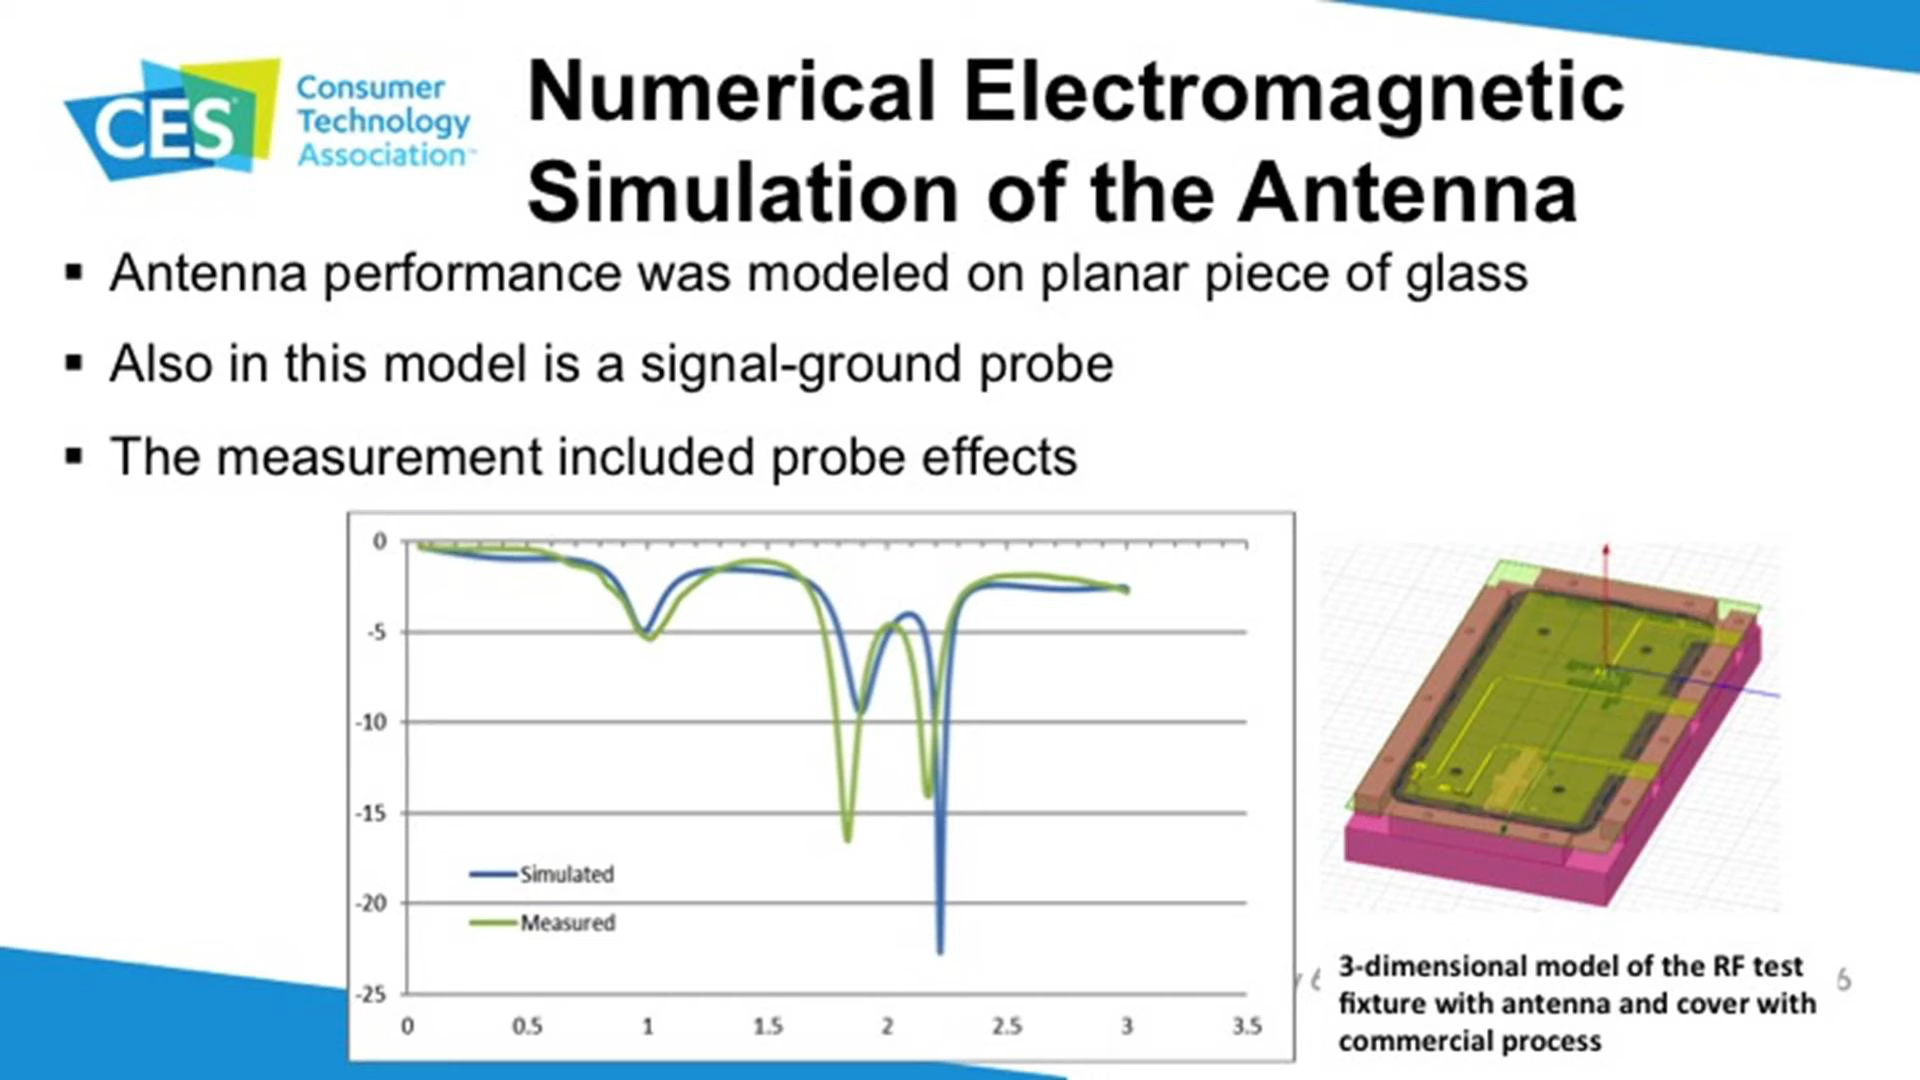 CES
Consumer
Technology
Association™
Numerical Electromagnetic
Simulation of the Antenna
▪ Antenna performance was modeled on planar piece of glass
▪ Also in this model is a signal-ground probe
▪ The measurement included probe effects
0
-5
-10
-15
-20
-25
Simulated
Measured
0 0.5 1 1.5 2 2.5 3 3.5
3-dimensional model of the RF test
fixture with antenna and cover with
commercial process
6